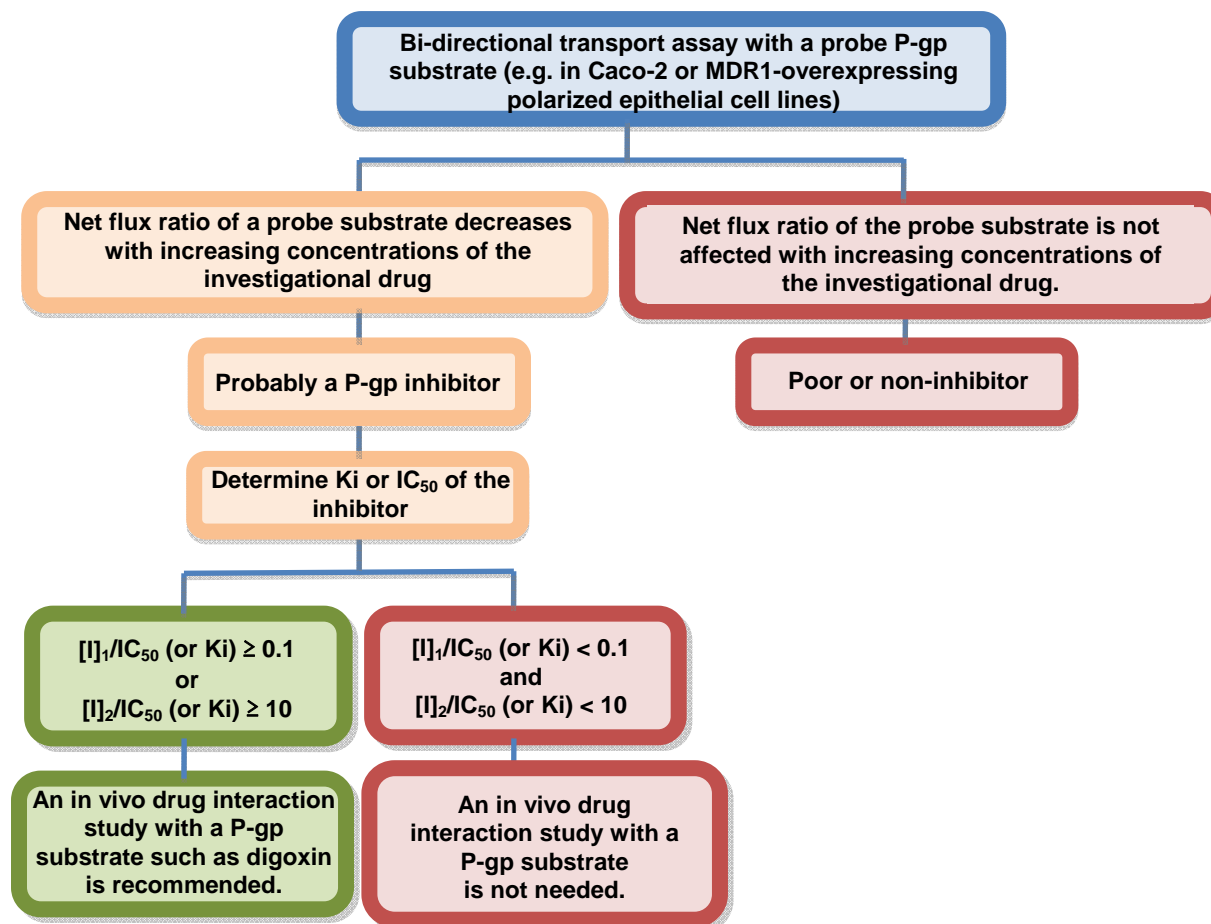 Bi-directional transport assay with a probe P-gp
substrate (e.g. in Caco-2 or MDR1-overexpressing
polarized epithelial cell lines)
Net flux ratio of a probe substrate decreases
with increasing concentrations of the
investigational drug
Net flux ratio of the probe substrate is not
affected with increasing concentrations of
the investigational drug.
Probably a P-gp inhibitor
Poor or non-inhibitor
Determine Ki or IC₅₀ of the
inhibitor
[I]₁/IC₅₀ (or Ki) ≥ 0.1
or
[I]₂/IC₅₀ (or Ki) ≥ 10
[I]₁/IC₅₀ (or Ki) < 0.1
and
[I]₂/IC₅₀ (or Ki) < 10
An in vivo drug interaction
study with a P-gp
substrate such as digoxin
is recommended.
An in vivo drug
interaction study with a
P-gp substrate
is not needed.